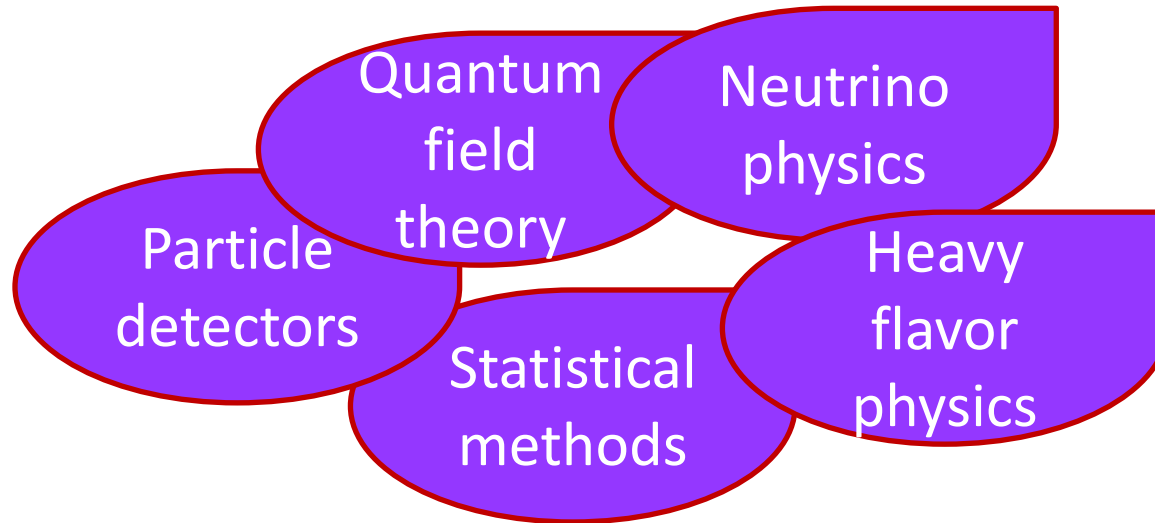 Quantum
field
theory
Neutrino
physics
Particle
detectors
Heavy
flavor
physics
Statistical
methods